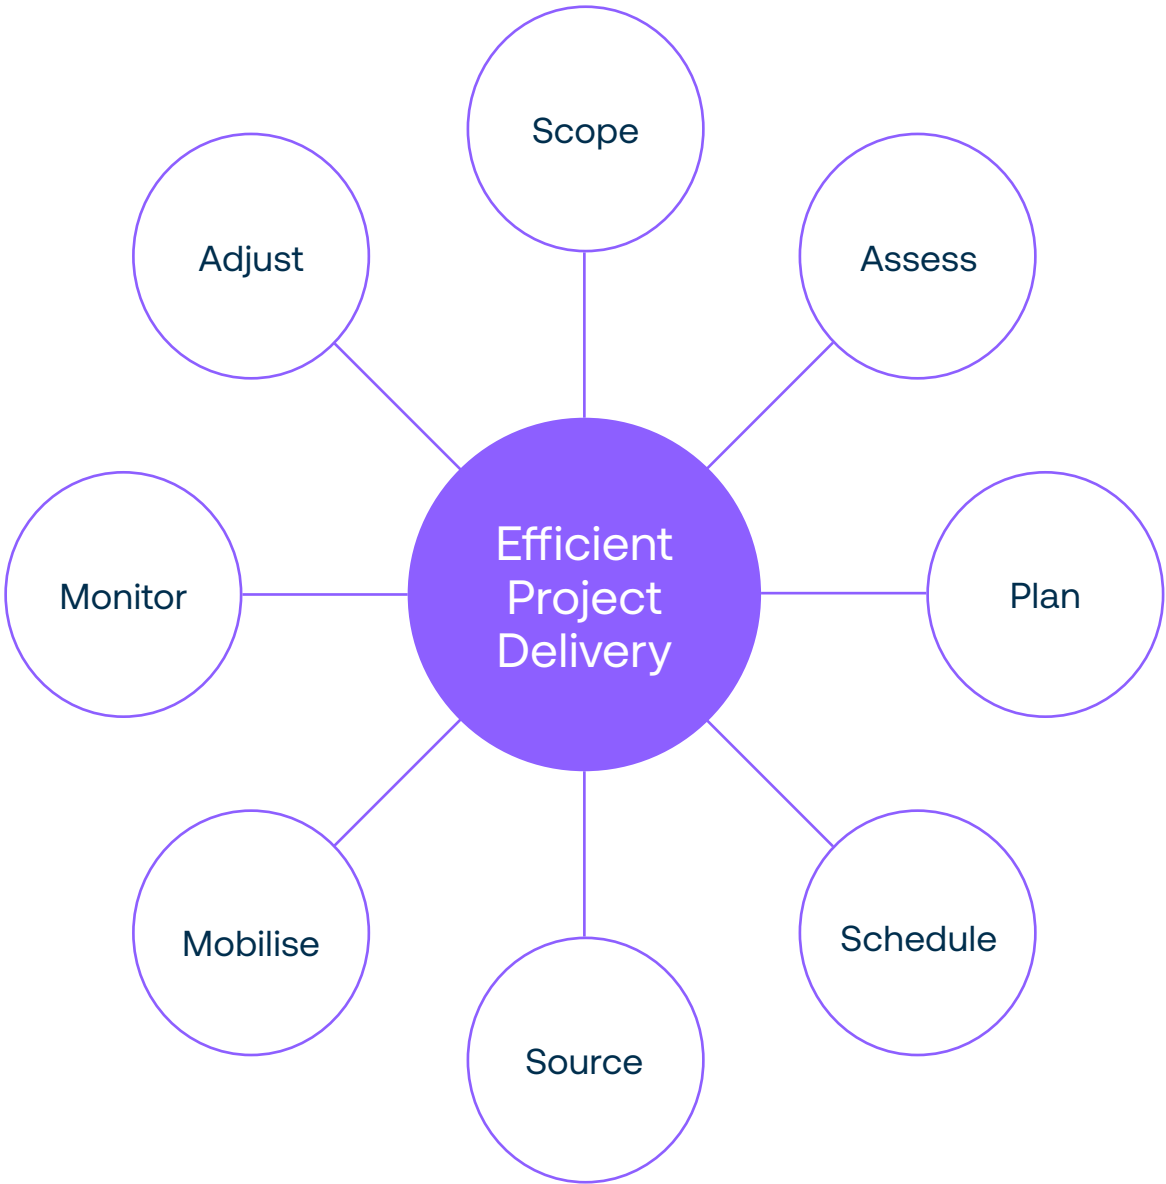 Scope
Adjust
Assess
Efficient
Project
Delivery
Monitor
Plan
Mobilise
Schedule
Source